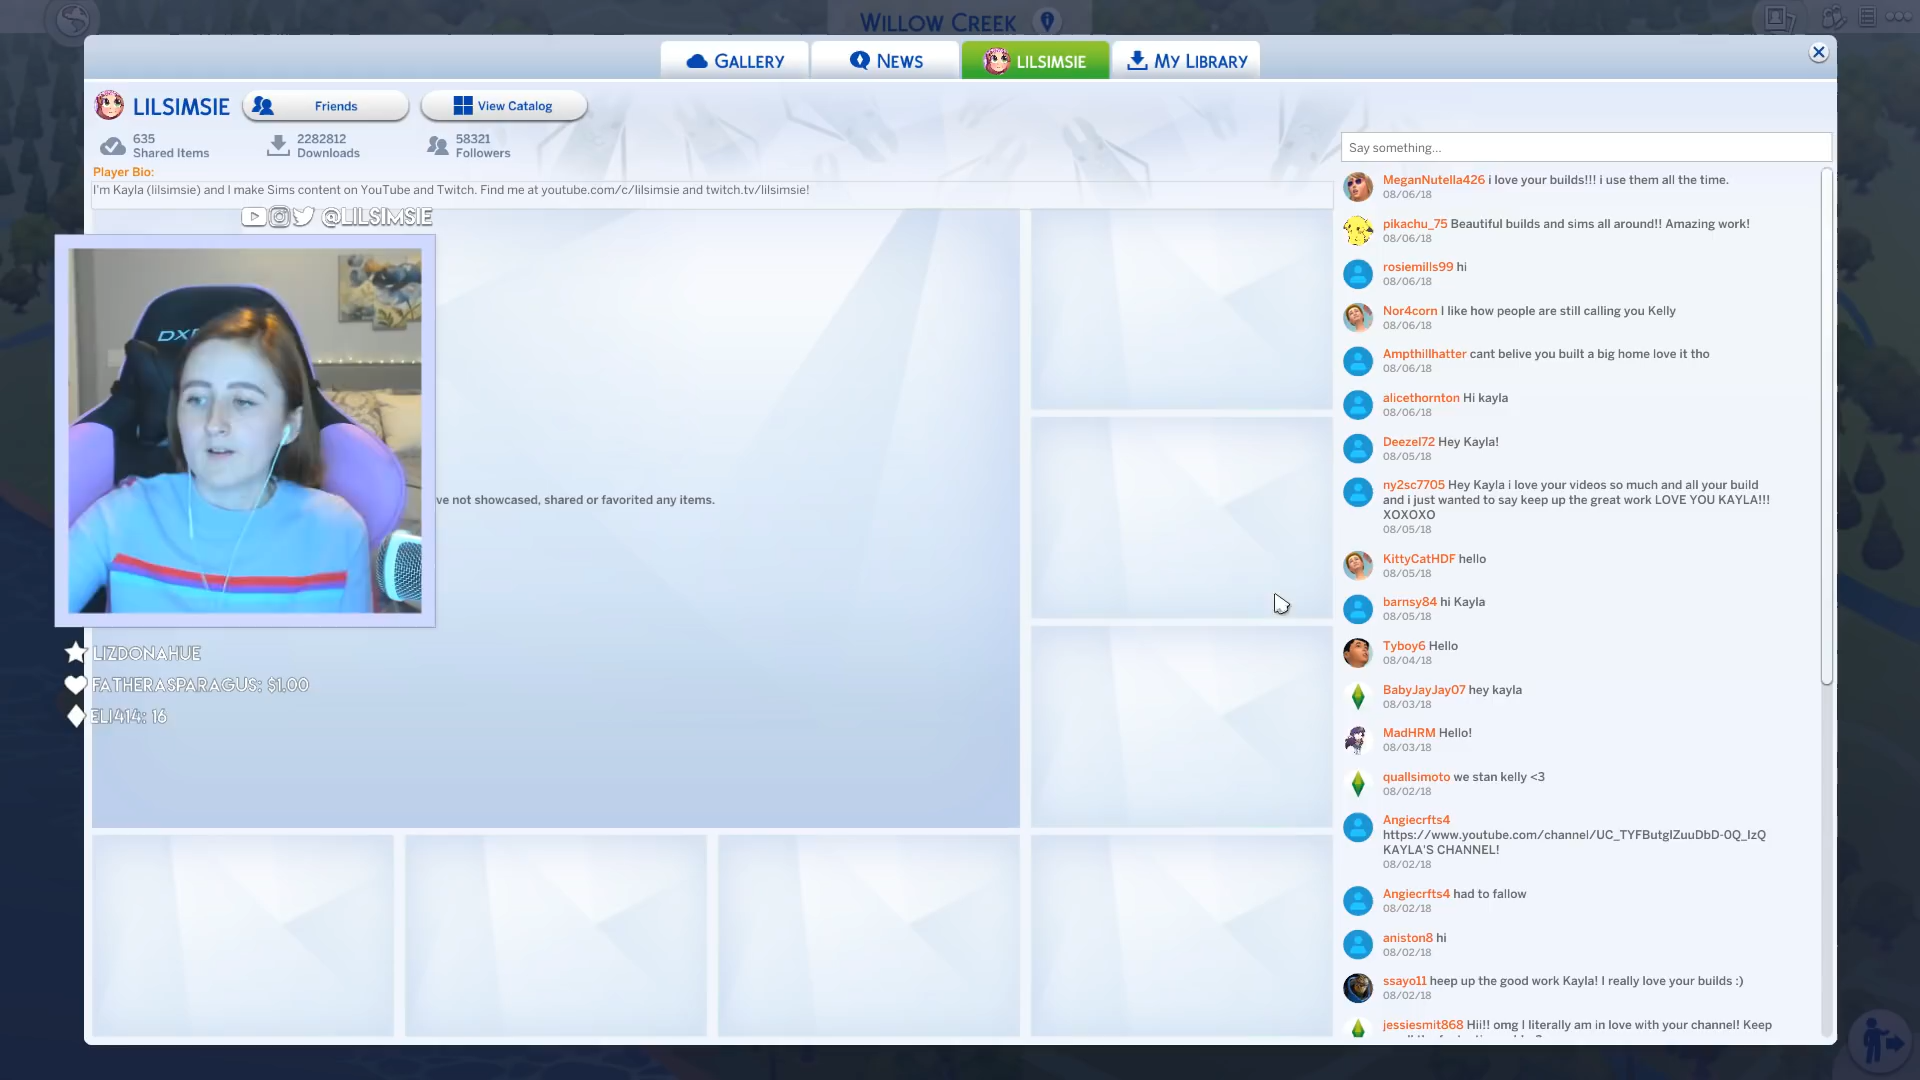 WILLOW CREEK
GALLERY
NEWS
LILSIMSIE
MY LIBRARY
LILSIMSIE
Friends
View Catalog
635
Shared Items
2282812
Downloads
58321
Followers
Player Bio:
I'm Kayla (lilsimsie) and I make Sims content on YouTube and Twitch. Find me at youtube.com/c/lilsimsie and twitch.tv/lilsimsie!
@LILSIMSIE
DX
ve not showcased, shared or favorited any items.
LIZDONAHUE
FATHERASPARAGUS: $1.00
ELI414: 16
Say something...
MeganNutella426 i love your builds!!! i use them all the time.
08/06/18
pikachu_75 Beautiful builds and sims all around!! Amazing work!
08/06/18
rosiemills99 hi
08/06/18
Nor4corn I like how people are still calling you Kelly
08/06/18
Ampthillhatter cant belive you built a big home love it tho
08/06/18
alicethornton Hi kayla
08/06/18
Deezel72 Hey Kayla!
08/05/18
ny2sc7705 Hey Kayla i love your videos so much and all your build
and i just wanted to say keep up the great work LOVE YOU KAYLA!!!
XOXOXO
08/05/18
KittyCatHDF hello
08/05/18
barnsy84 hi Kayla
08/05/18
Tyboy6 Hello
08/04/18
BabyJayJay07 hey kayla
08/03/18
MadHRM Hello!
08/03/18
quallsimoto we stan kelly <3
08/02/18
Angiecrfts4
https://www.youtube.com/channel/UC_TYFButgIZuuDbD-0Q_IzQ
KAYLA'S CHANNEL!
08/02/18
Angiecrfts4 had to fallow
08/02/18
aniston8 hi
08/02/18
ssayo11 heep up the good work Kayla! I really love your builds :)
08/02/18
jessiesmit868 Hii!! omg I literally am in love with your channel! Keep